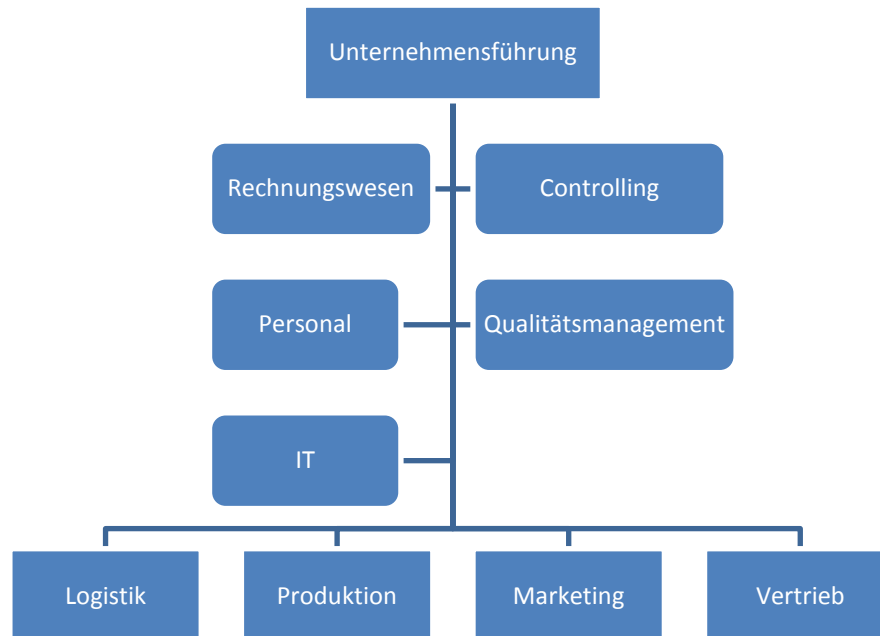 Unternehmensführung
Rechnungswesen
Controlling
Personal
Qualitätsmanagement
IT
Logistik
Produktion
Marketing
Vertrieb